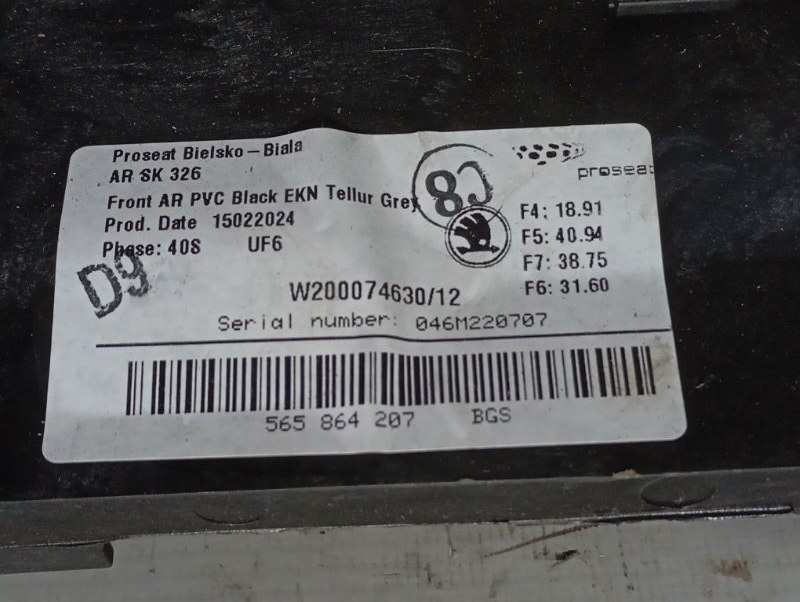 Proseat Bielsko-Biala
AR SK 326
Front AR PVC Black EKN Tellur Grey
Prod. Date 15022024
Phase: 40S UF6
80
D9
proseat
F4: 18.91
F5: 40.94
F7: 38.75
F6: 31.60
W200074630/12
Serial number: 046M220707
565 864 207 BGS